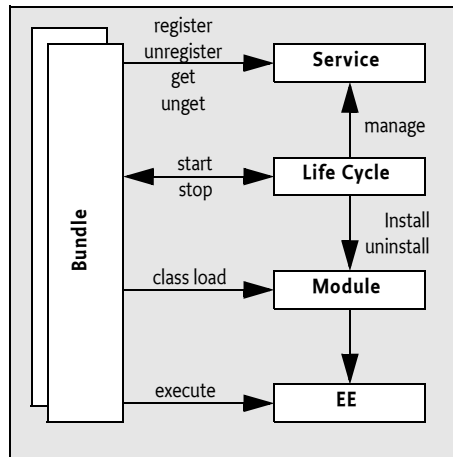 register
unregister
get
unget
Service
manage
start
stop
Life Cycle
Install
uninstall
Bundle
class load
Module
execute
EE